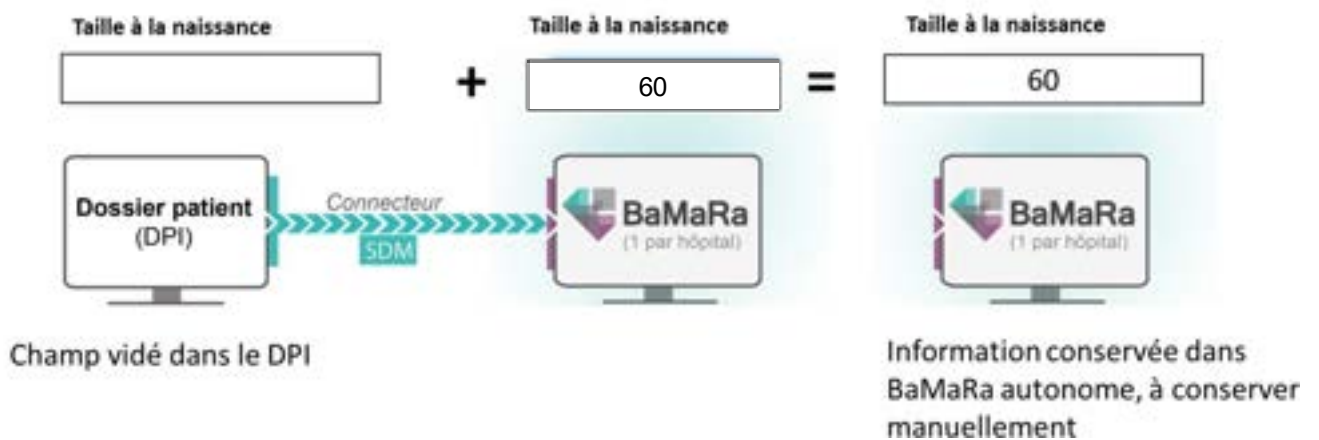 Taille à la naissance
Taille à la naissance
Taille à la naissance
+
60
=
60
Dossier patient
(DPI)
Connecteur
SDM
BaMaRa
(1 par hôpital)
BaMaRa
(1 par hôpital)
Champ vidé dans le DPI
Information conservée dans
BaMaRa autonome, à conserver
manuellement